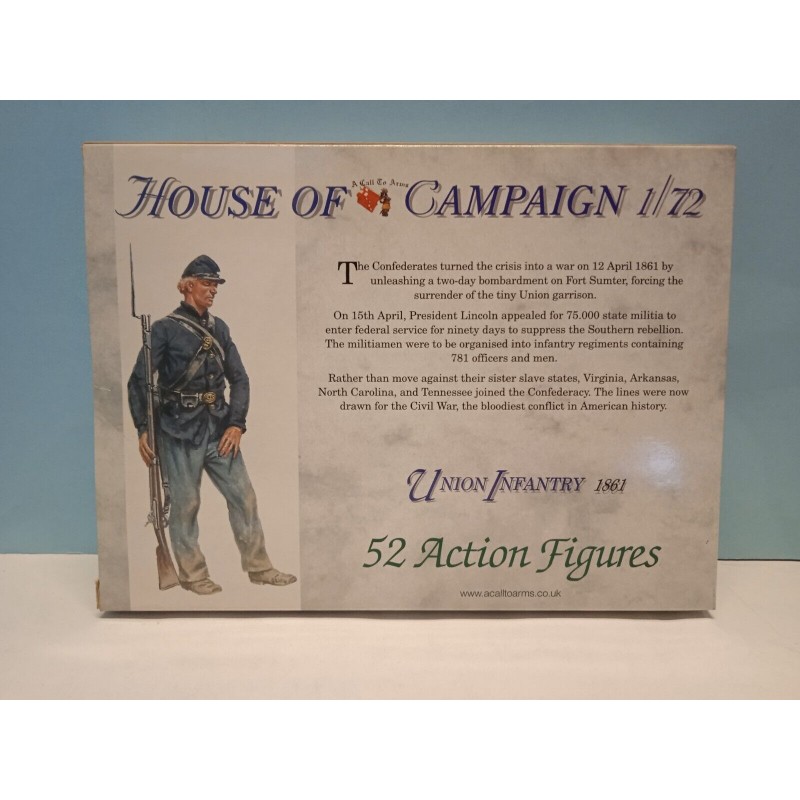 HOUSE OF A Call To Arms CAMPAIGN 1/72
The Confederates turned the crisis into a war on 12 April 1861 by
unleashing a two-day bombardment on Fort Sumter, forcing the
surrender of the tiny Union garrison.
On 15th April, President Lincoln appealed for 75.000 state militia to
enter federal service for ninety days to suppress the Southern rebellion.
The militiamen were to be organised into infantry regiments containing
781 officers and men.
Rather than move against their sister slave states, Virginia, Arkansas,
North Carolina, and Tennessee joined the Confederacy. The lines were now
drawn for the Civil War, the bloodiest conflict in American history.
UNION INFANTRY 1861
52 Action Figures
www.acalltoarms.co.uk